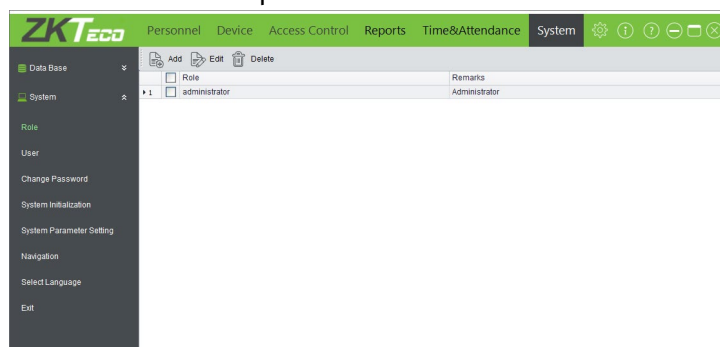 ZKTeco Personnel Device Access Control Reports Time&Attendance System
Data Base
System
Role
User
Change Password
System Initialization
System Parameter Setting
Navigation
Select Language
Exit
Add Edit Delete
Role Remarks
1 administrator Administrator